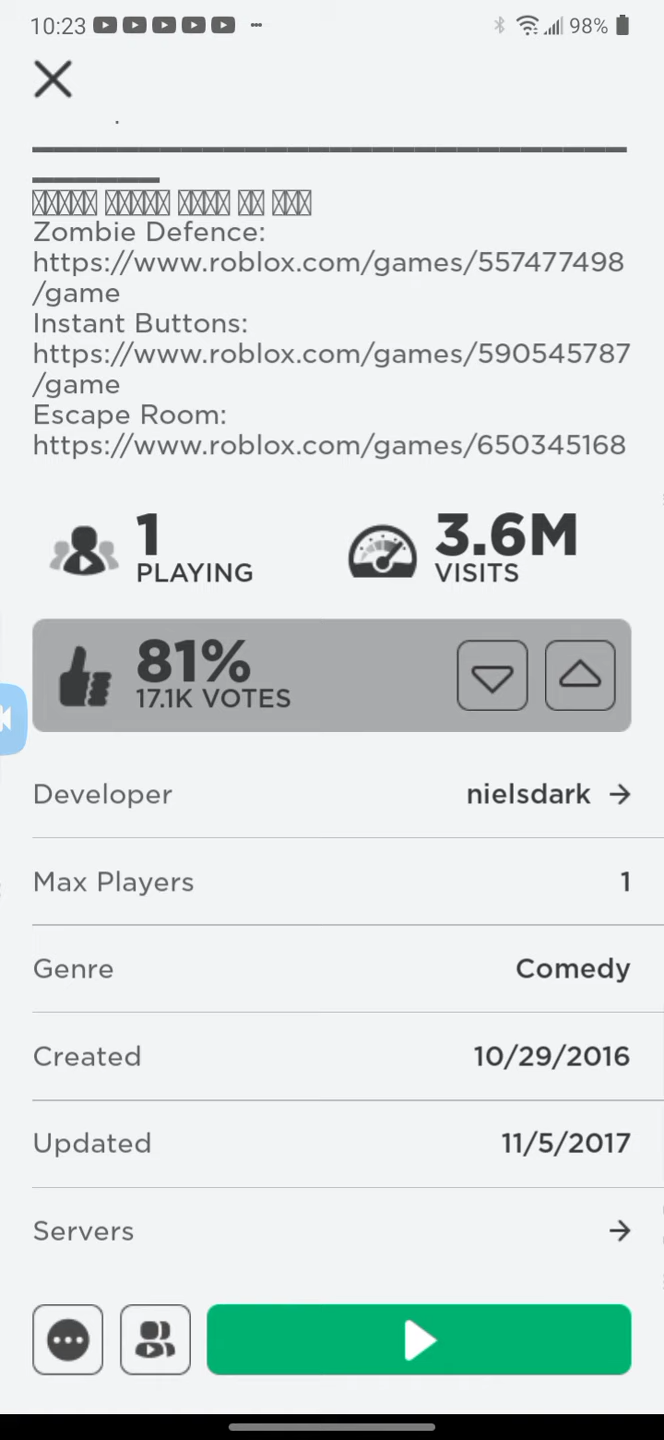 10:23
98%
Zombie Defence:
https://www.roblox.com/games/557477498
/game
Instant Buttons:
https://www.roblox.com/games/590545787
/game
Escape Room:
https://www.roblox.com/games/650345168
1
PLAYING
3.6M
VISITS
81%
17.1K VOTES
Developer nielsdark
Max Players 1
Genre Comedy
Created 10/29/2016
Updated 11/5/2017
Servers